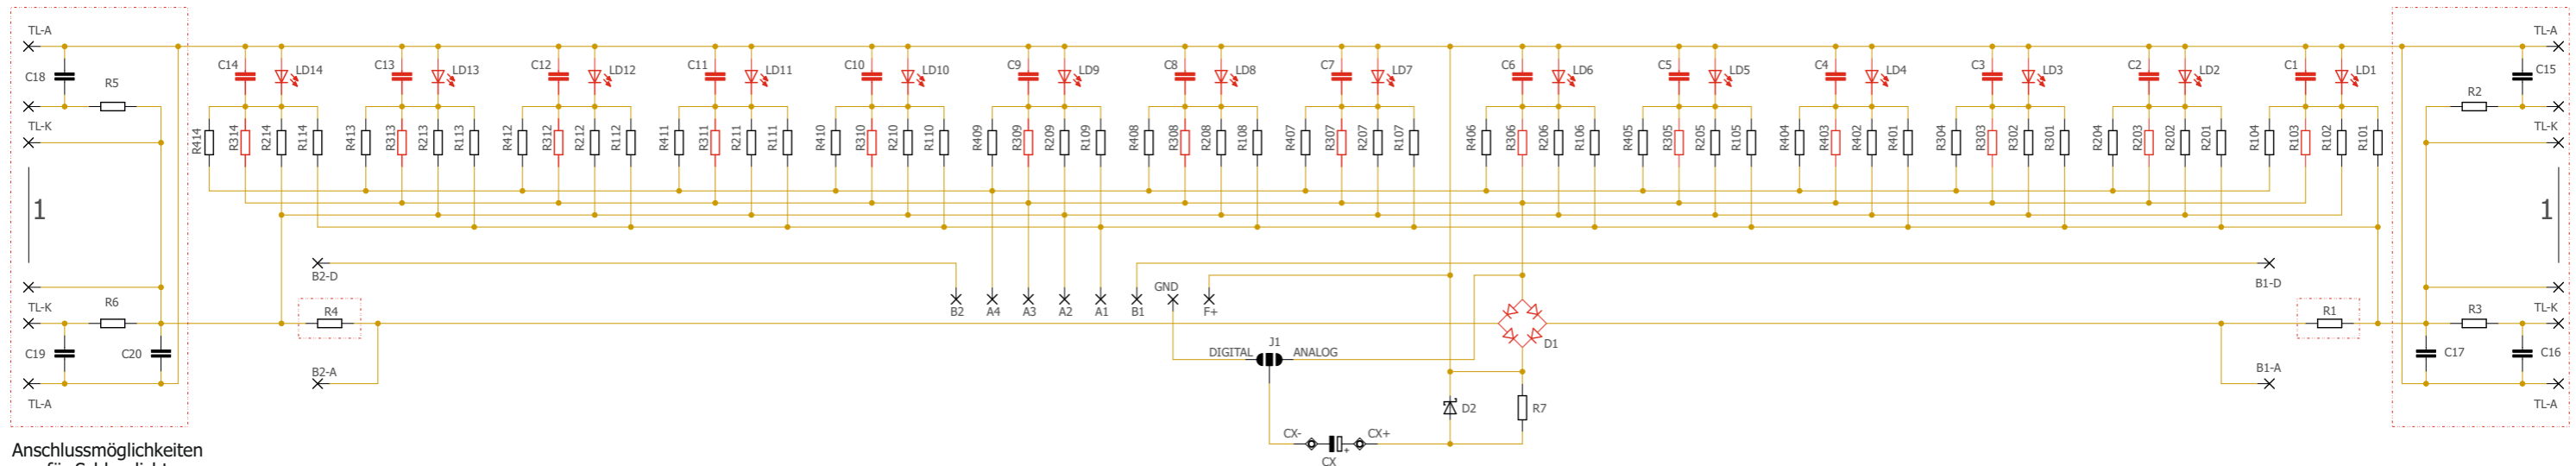 TL-A TL-A
C14 LD14 C13 LD13 C12 LD12 C11 LD11 C10 LD10 C9 LD9 C8 LD8 C7 LD7 C6 LD6 C5 LD5 C4 LD4 C3 LD3 C2 LD2 C1 LD1
C18 R5 R2 C15
TL-K TL-K
R414 R314 R214 R114 R413 R313 R213 R113 R412 R312 R212 R112 R411 R311 R211 R111 R410 R310 R210 R110 R409 R309 R209 R109 R408 R308 R208 R108 R407 R307 R207 R107 R406 R306 R206 R106 R405 R305 R205 R105 R404 R403 R402 R401 R304 R303 R302 R301 R204 R203 R202 R201 R104 R103 R102 R101
1 1
B2-D B1-D
GND
TL-K R6 R4 B2 A4 A3 A2 A1 B1 F+ R1 R3 TL-K
C19 C20 DIGITAL J1 ANALOG D1 C17 C16
B2-A B1-A
TL-A D2 R7 TL-A
CX- + CX+
CX
Anschlussmöglichkeiten